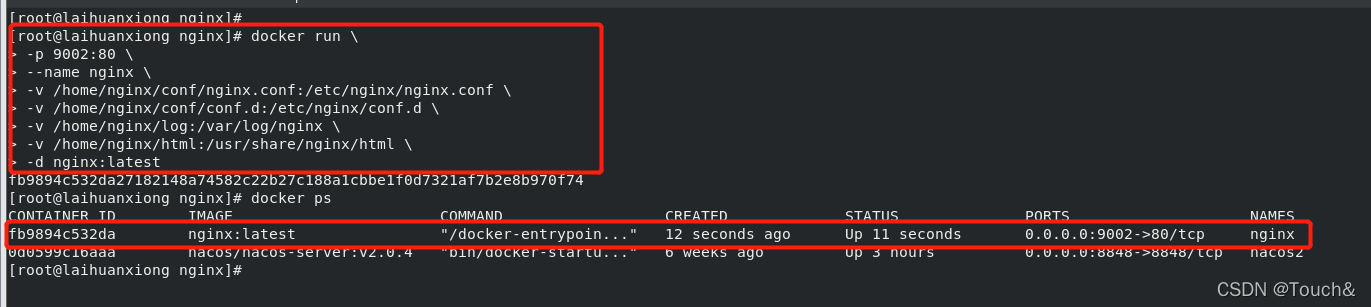 [root@laihuanxiong nginx]#
[root@laihuanxiong nginx]# docker run \
> -p 9002:80 \
> --name nginx \
> -v /home/nginx/conf/nginx.conf:/etc/nginx/nginx.conf \
> -v /home/nginx/conf/conf.d:/etc/nginx/conf.d \
> -v /home/nginx/log:/var/log/nginx \
> -v /home/nginx/html:/usr/share/nginx/html \
> -d nginx:latest
fb9894c532da27182148a74582c22b27c188a1cbbe1f0d7321af7b2e8b970f74
[root@laihuanxiong nginx]# docker ps
CONTAINER ID IMAGE COMMAND CREATED STATUS PORTS NAMES
fb9894c532da nginx:latest "/docker-entrypoin..." 12 seconds ago Up 11 seconds 0.0.0.0:9002->80/tcp nginx
0d0599c16aaa nacos/nacos-server:v2.0.4 "bin/docker-startu..." 6 weeks ago Up 3 hours 0.0.0.0:8848->8848/tcp nacos2
[root@laihuanxiong nginx]#
CSDN @Touch&